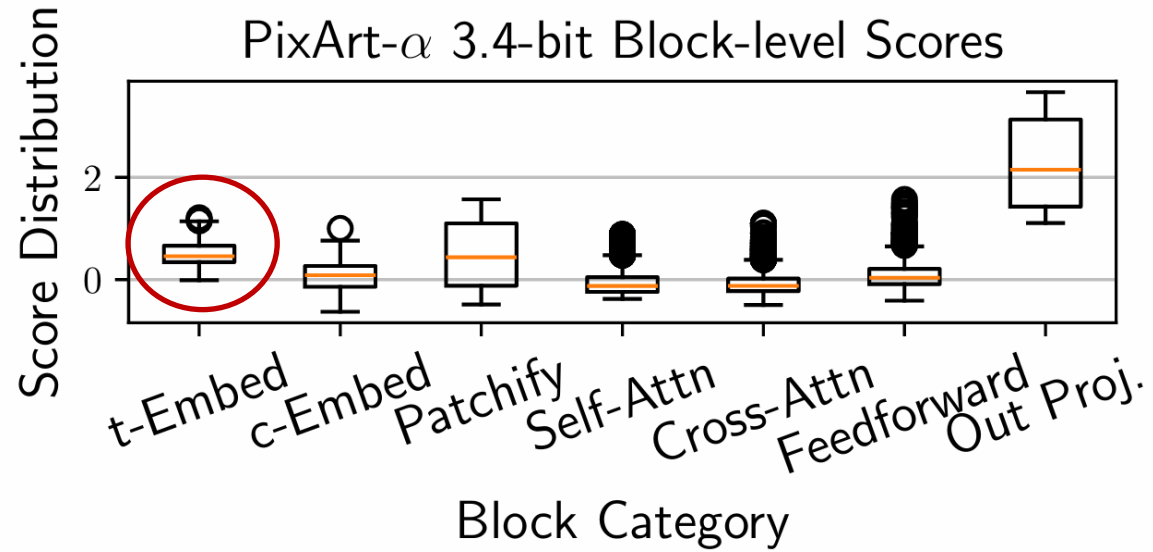 PixArt-α 3.4-bit Block-level Scores
Score Distribution
2
0
t-Embed
c-Embed
Patchify
Self-Attn
Cross-Attn
Feedforward
Out Proj.
Block Category